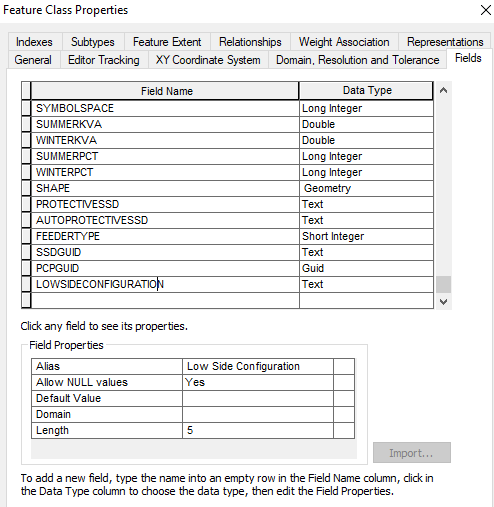 Feature Class Properties
Indexes Subtypes Feature Extent Relationships Weight Association Representations
General Editor Tracking XY Coordinate System Domain, Resolution and Tolerance Fields
Field Name Data Type
SYMBOLSPACE Long Integer
SUMMERKVA Double
WINTERKVA Double
SUMMERPCT Long Integer
WINTERPCT Long Integer
SHAPE Geometry
PROTECTIVESSD Text
AUTOPROTECTIVESSD Text
FEEDERTYPE Short Integer
SSDGUID Text
PCPGUID Guid
LOWSIDECONFIGURATION Text
Click any field to see its properties.
Field Properties
Alias Low Side Configuration
Allow NULL values Yes
Default Value
Domain
Length 5
Import...
To add a new field, type the name into an empty row in the Field Name column, click in
the Data Type column to choose the data type, then edit the Field Properties.